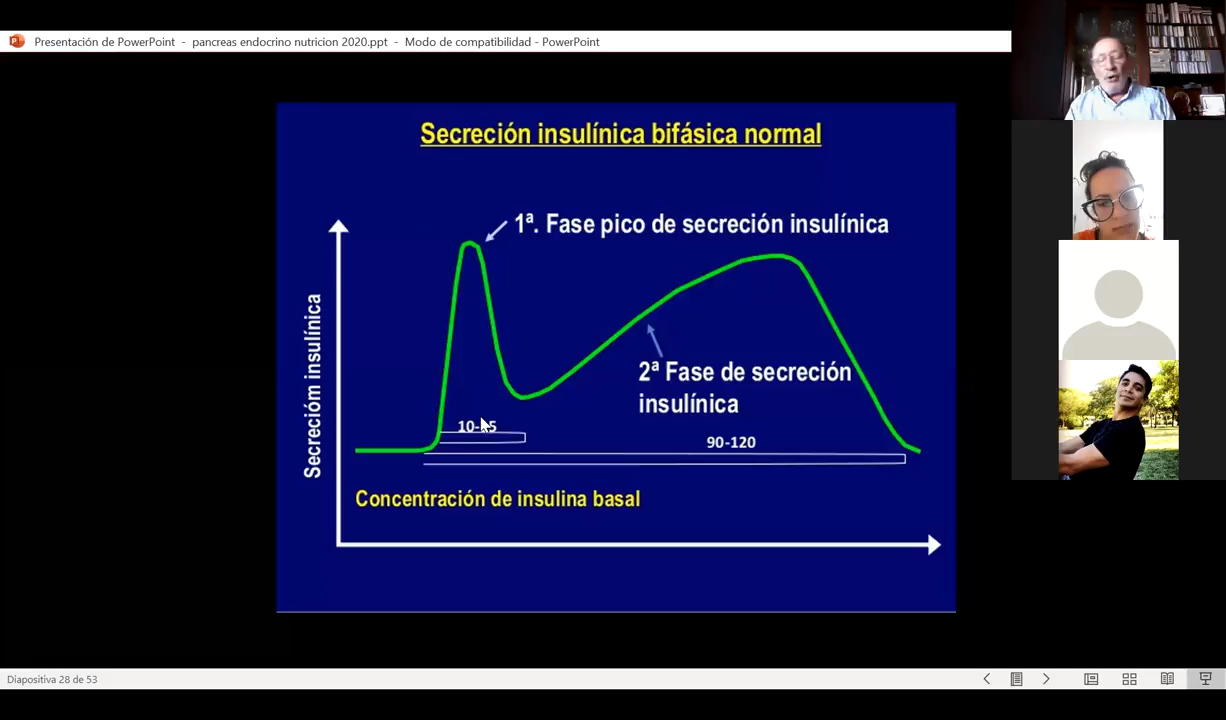 Presentación de PowerPoint - pancreas endocrino nutricion 2020.ppt - Modo de compatibilidad - PowerPoint
Secreción insulínica bifásica normal
1ª. Fase pico de secreción insulínica
Secrecióm insulínica
2ª Fase de secreción
insulínica
90-120
Concentración de insulina basal
Diapositiva 28 de 53